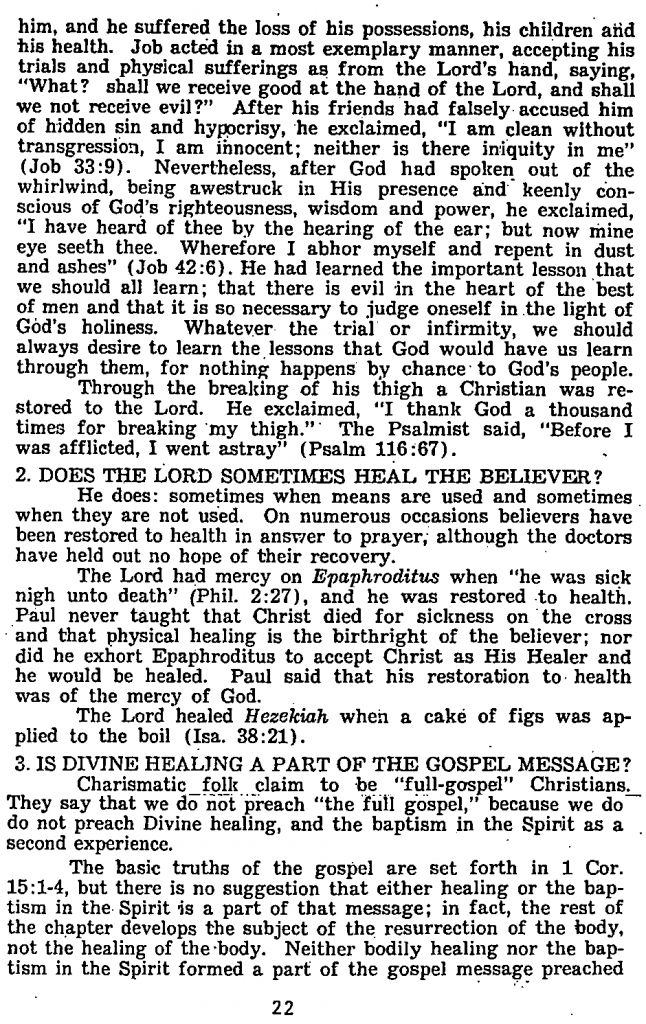 him, and he suffered the loss of his possessions, his children and
his health. Job acted in a most exemplary manner, accepting his
trials and physical sufferings as from the Lord's hand, saying,
"What? shall we receive good at the hand of the Lord, and shall
we not receive evil?" After his friends had falsely accused him
of hidden sin and hypocrisy, he exclaimed, "I am clean without
transgression, I am innocent; neither is there iniquity in me"
(Job 33:9). Nevertheless, after God had spoken out of the
whirlwind, being awestruck in His presence and keenly con-
scious of God's righteousness, wisdom and power, he exclaimed,
"I have heard of thee by the hearing of the ear; but now mine
eye seeth thee. Wherefore I abhor myself and repent in dust
and ashes" (Job 42:6). He had learned the important lesson that
we should all learn; that there is evil in the heart of the best
of men and that it is so necessary to judge oneself in the light of
God's holiness. Whatever the trial or infirmity, we should
always desire to learn the lessons that God would have us learn
through them, for nothing happens by chance to God's people.
Through the breaking of his thigh a Christian was re-
stored to the Lord. He exclaimed, "I thank God a thousand
times for breaking my thigh." The Psalmist said, "Before I
was afflicted, I went astray" (Psalm 116:67).
2. DOES THE LORD SOMETIMES HEAL THE BELIEVER?
He does: sometimes when means are used and sometimes
when they are not used. On numerous occasions believers have
been restored to health in answer to prayer, although the doctors
have held out no hope of their recovery.
The Lord had mercy on Epaphroditus when "he was sick
nigh unto death" (Phil. 2:27), and he was restored to health.
Paul never taught that Christ died for sickness on the cross
and that physical healing is the birthright of the believer; nor
did he exhort Epaphroditus to accept Christ as His Healer and
he would be healed. Paul said that his restoration to health
was of the mercy of God.
The Lord healed Hezekiah when a cake of figs was ap-
plied to the boil (Isa. 38:21).
3. IS DIVINE HEALING A PART OF THE GOSPEL MESSAGE?
Charismatic folk claim to be "full-gospel" Christians.
They say that we do not preach "the full gospel," because we do
do not preach Divine healing, and the baptism in the Spirit as a
second experience.
The basic truths of the gospel are set forth in 1 Cor.
15:1-4, but there is no suggestion that either healing or the bap-
tism in the Spirit is a part of that message; in fact, the rest of
the chapter develops the subject of the resurrection of the body,
not the healing of the body. Neither bodily healing nor the bap-
tism in the Spirit formed a part of the gospel message preached
22